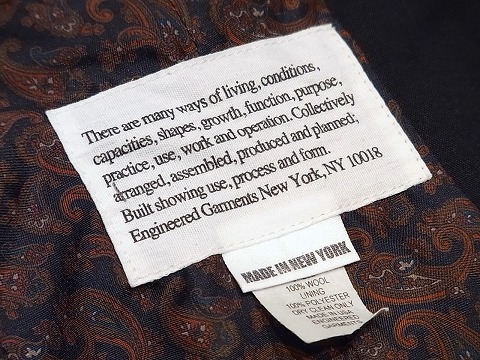 There are many ways of living, conditions,
capacities, shapes, growth, function, purpose,
practice, use, work and operation. Collectively
arranged, assembled, produced and planned;
Built showing use, process and form.
Engineered Garments New York, NY 10018
MADE IN NEW YORK
100% WOOL
LINING
100% POLYESTER
DRY CLEAN ONLY
MADE IN USA
ENGINEERED
GARMENTS